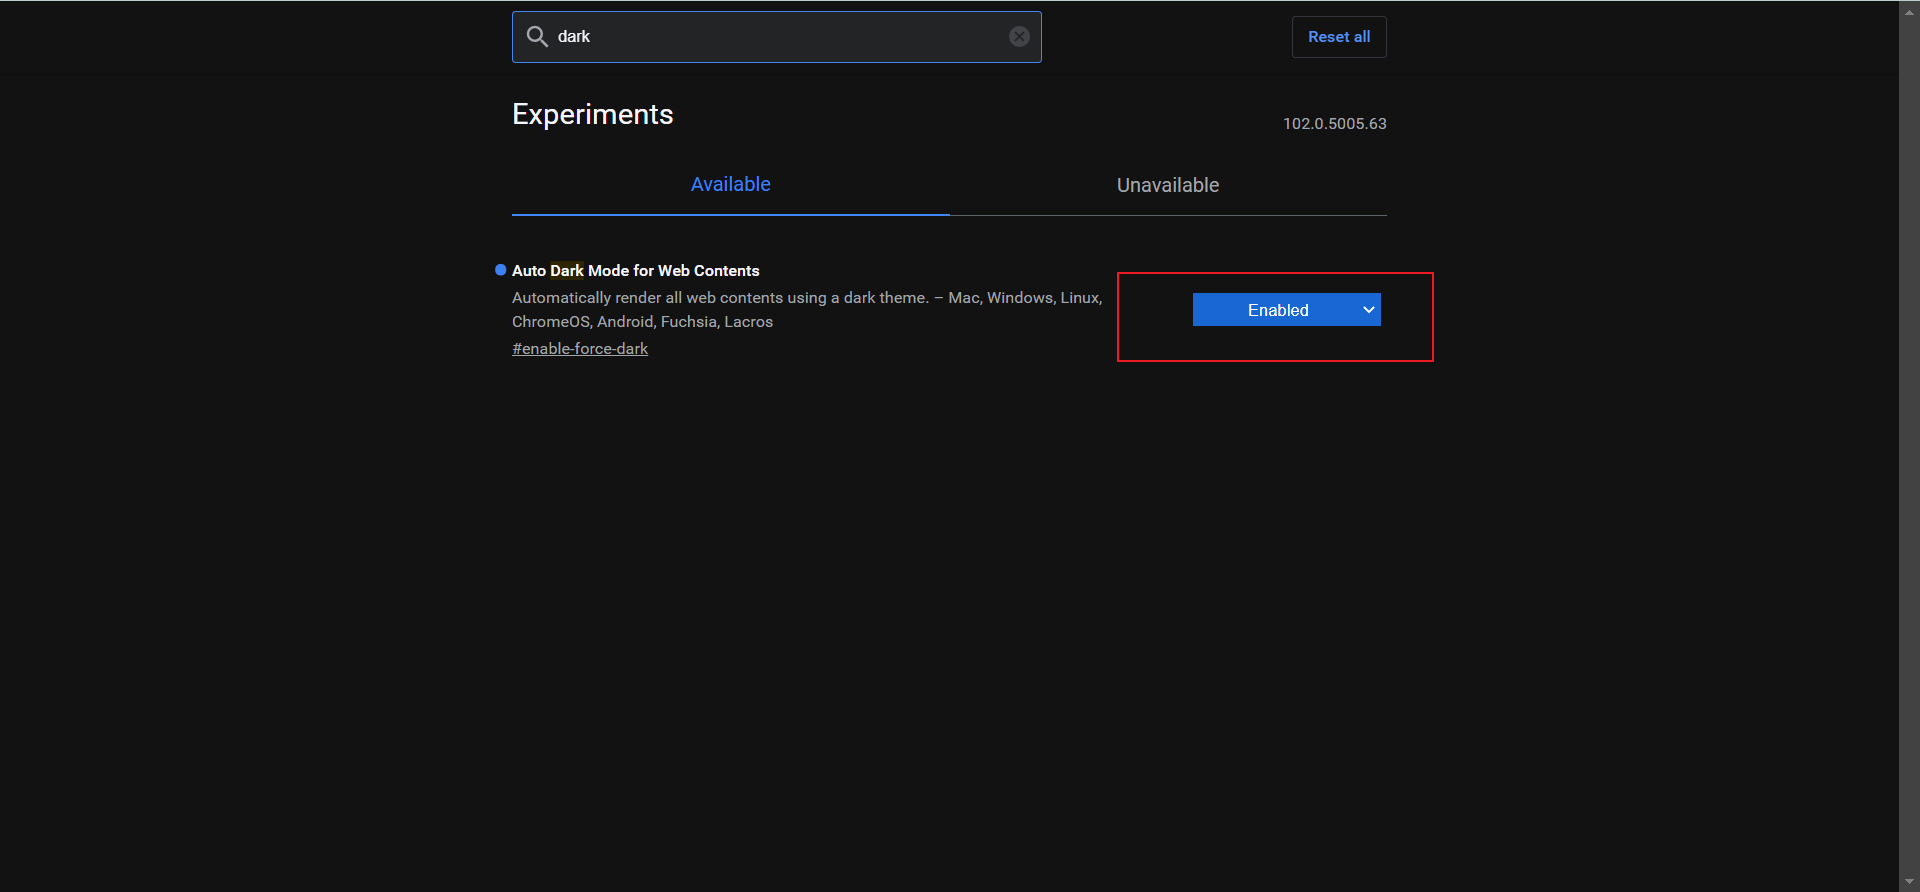 dark
Reset all
Experiments
102.0.5005.63
Available
Unavailable
Auto Dark Mode for Web Contents
Automatically render all web contents using a dark theme. – Mac, Windows, Linux,
ChromeOS, Android, Fuchsia, Lacros
#enable-force-dark
Enabled